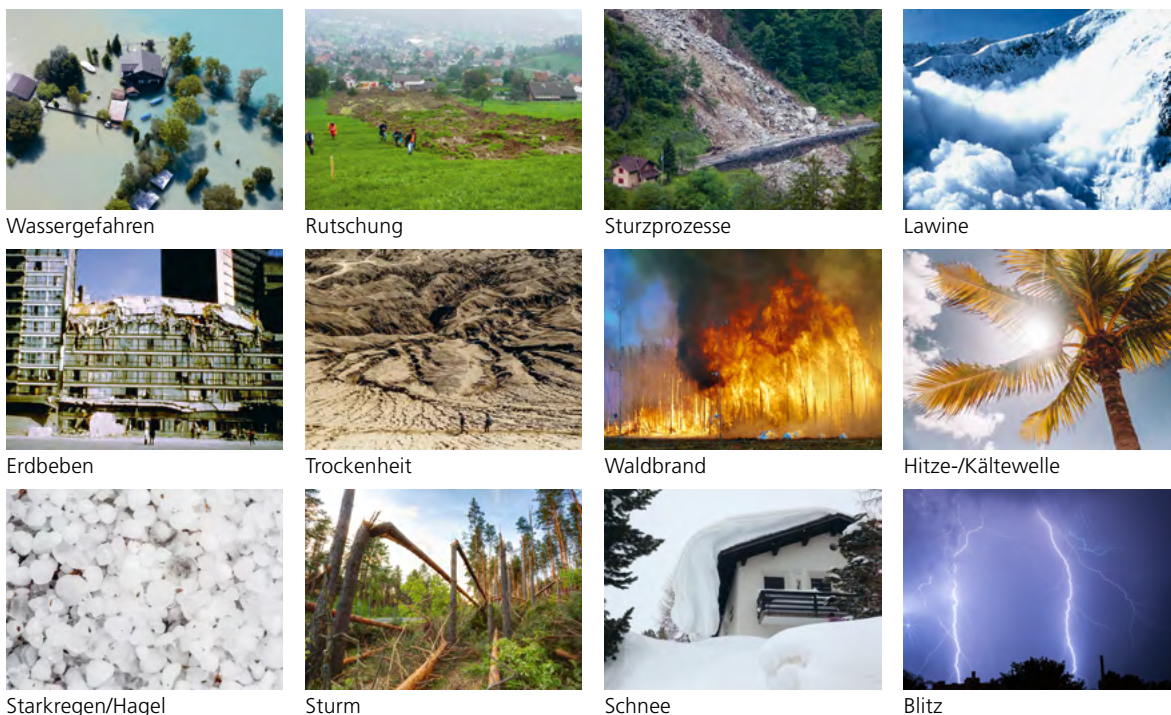 Wassergefahren
Rutschung
Sturzprozesse
Lawine
Erdbeben
Trockenheit
Waldbrand
Hitze-/Kältewelle
Starkregen/Hagel
Sturm
Schnee
Blitz